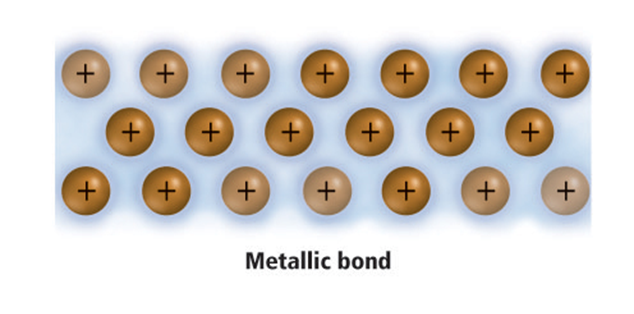 + + + + + + +
+ + + + + +
+ + + + + + +
Metallic bond